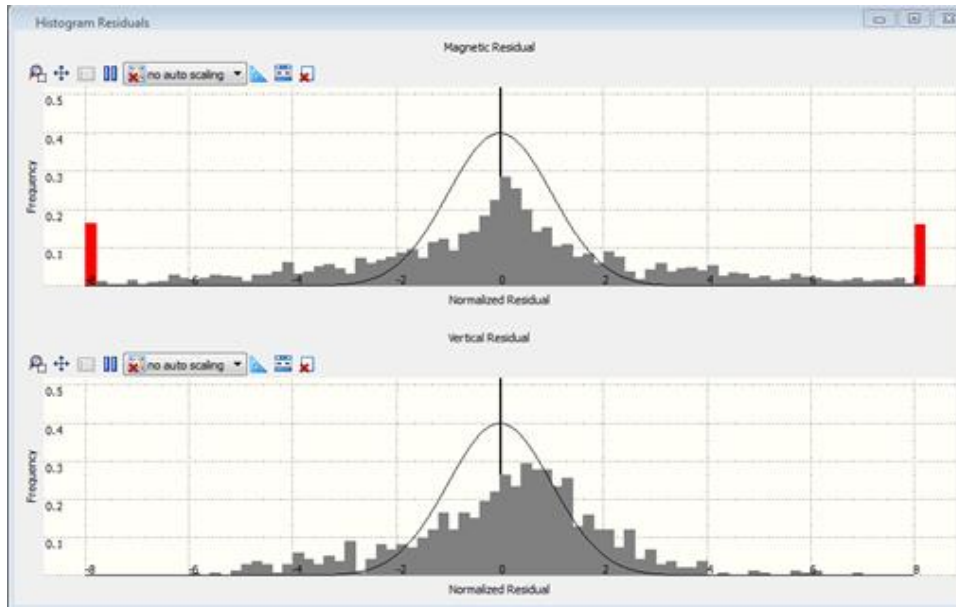 Histogram Residuals
Magnetic Residual
no auto scaling
0.5
0.4
0.3
0.2
0.1
Frequency
-8 -6 -4 -2 0 2 4 6 8
Normalized Residual
Vertical Residual
no auto scaling
0.5
0.4
0.3
0.2
0.1
Frequency
-8 -6 -4 -2 0 2 4 6 8
Normalized Residual